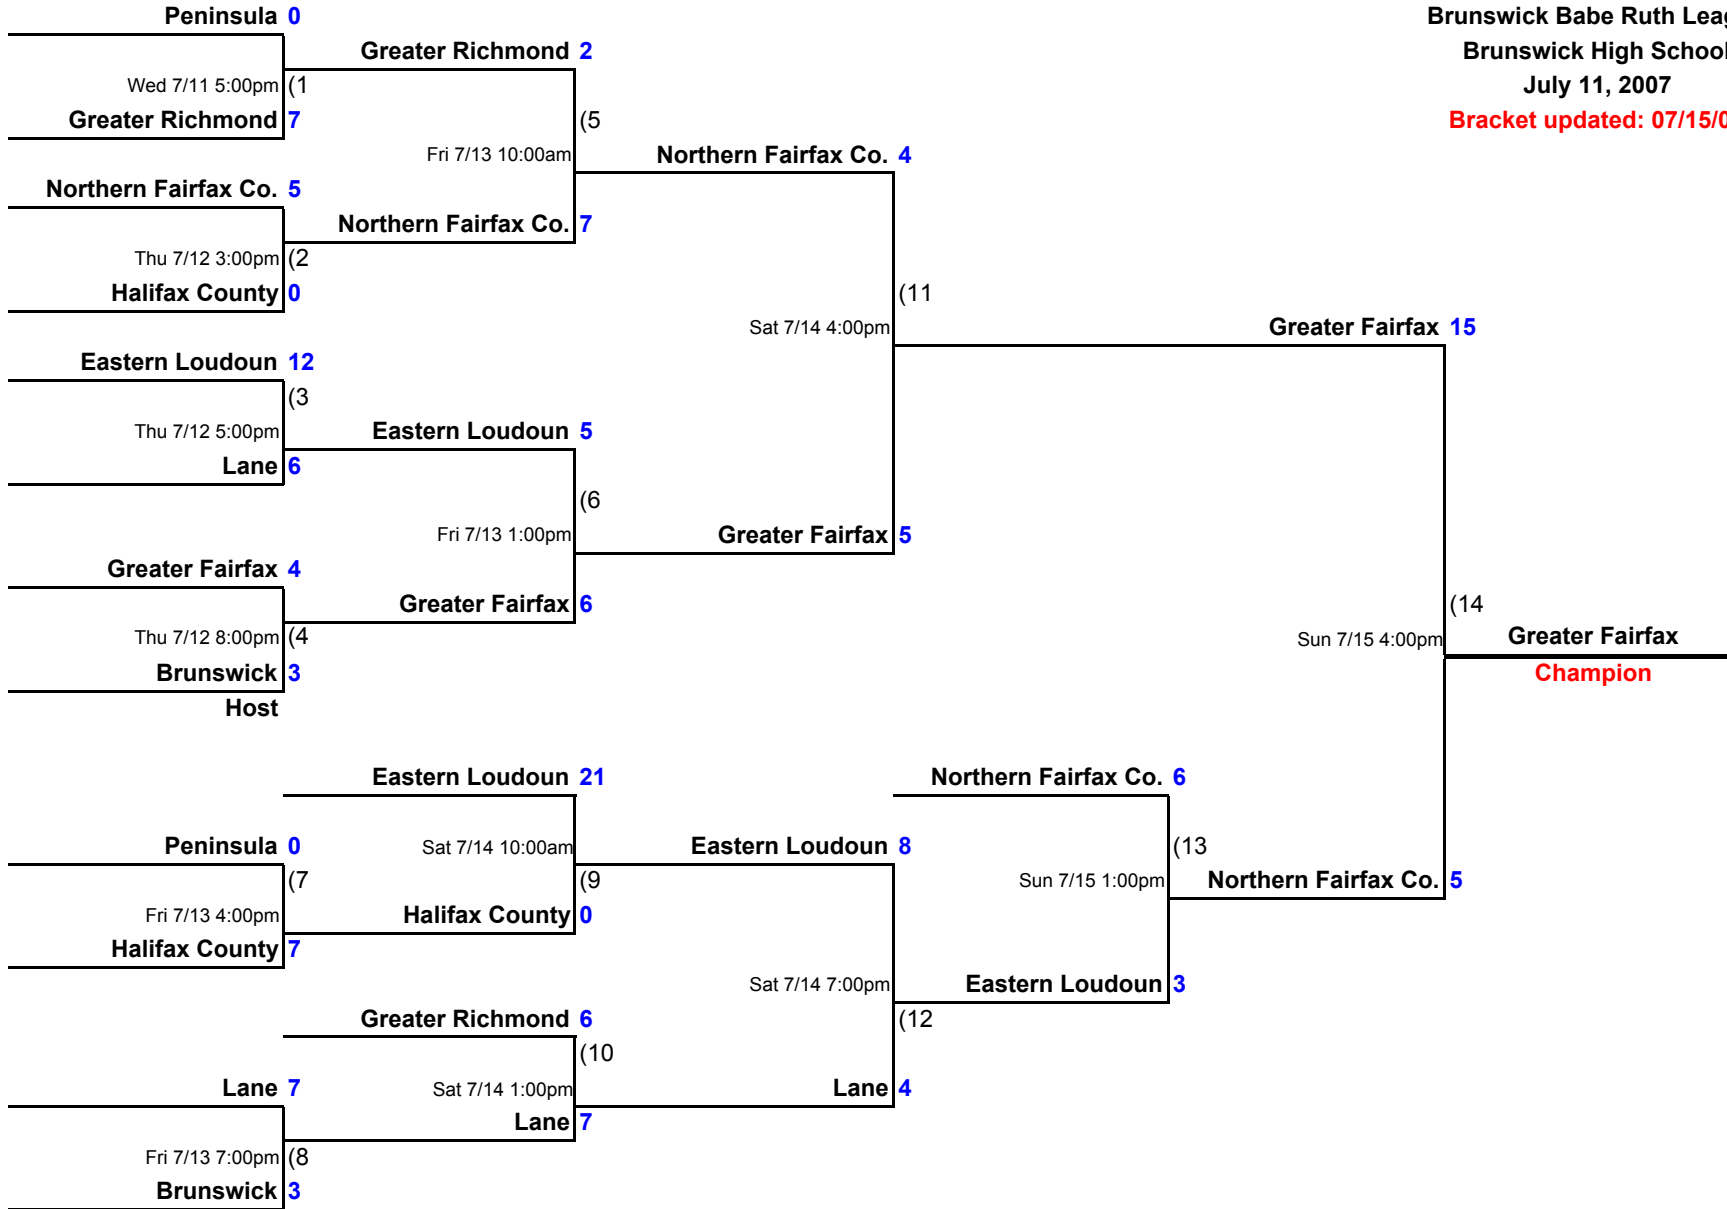 Peninsula 0
Brunswick Babe Ruth Leag
Greater Richmond 2
Brunswick High School
Wed 7/11 5:00pm (1
July 11, 2007
Greater Richmond 7
(5
Bracket updated: 07/15/0
Fri 7/13 10:00am
Northern Fairfax Co. 4
Northern Fairfax Co. 5
Northern Fairfax Co. 7
Thu 7/12 3:00pm (2
Halifax County 0
(11
Sat 7/14 4:00pm
Greater Fairfax 15
Eastern Loudoun 12
(3
Thu 7/12 5:00pm
Eastern Loudoun 5
Lane 6
(6
Fri 7/13 1:00pm
Greater Fairfax 5
Greater Fairfax 4
Greater Fairfax 6
(14
Thu 7/12 8:00pm (4
Sun 7/15 4:00pm
Greater Fairfax
Brunswick 3
Champion
Host
Eastern Loudoun 21
Northern Fairfax Co. 6
Peninsula 0
Sat 7/14 10:00am
Eastern Loudoun 8
(13
(7
(9
Sun 7/15 1:00pm
Northern Fairfax Co. 5
Fri 7/13 4:00pm
Halifax County 0
Halifax County 7
Sat 7/14 7:00pm
Eastern Loudoun 3
Greater Richmond 6
(12
(10
Lane 7
Sat 7/14 1:00pm
Lane 4
Lane 7
Fri 7/13 7:00pm (8
Brunswick 3